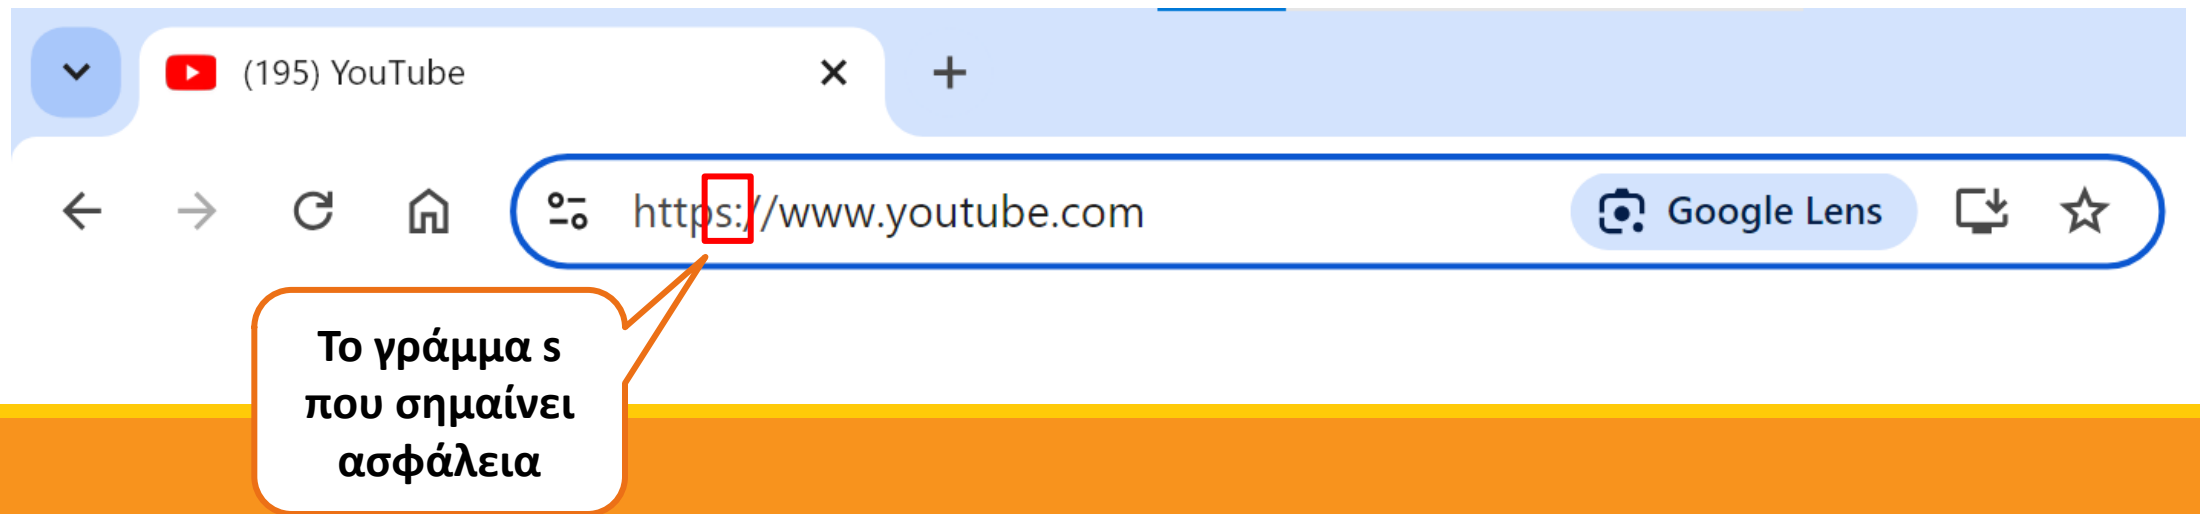 (195) YouTube
https://www.youtube.com
Google Lens
Το γράμμα s
που σημαίνει
ασφάλεια